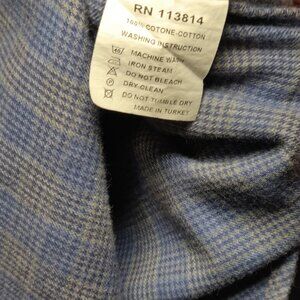 RN 113814
100% COTONE-COTTON
WASHING INSTRUCTION
MACHINE WASH
IRON STEAM
DO NOT BLEACH
DRY-CLEAN
DO NOT TUMBLE DRY
MADE IN TURKEY